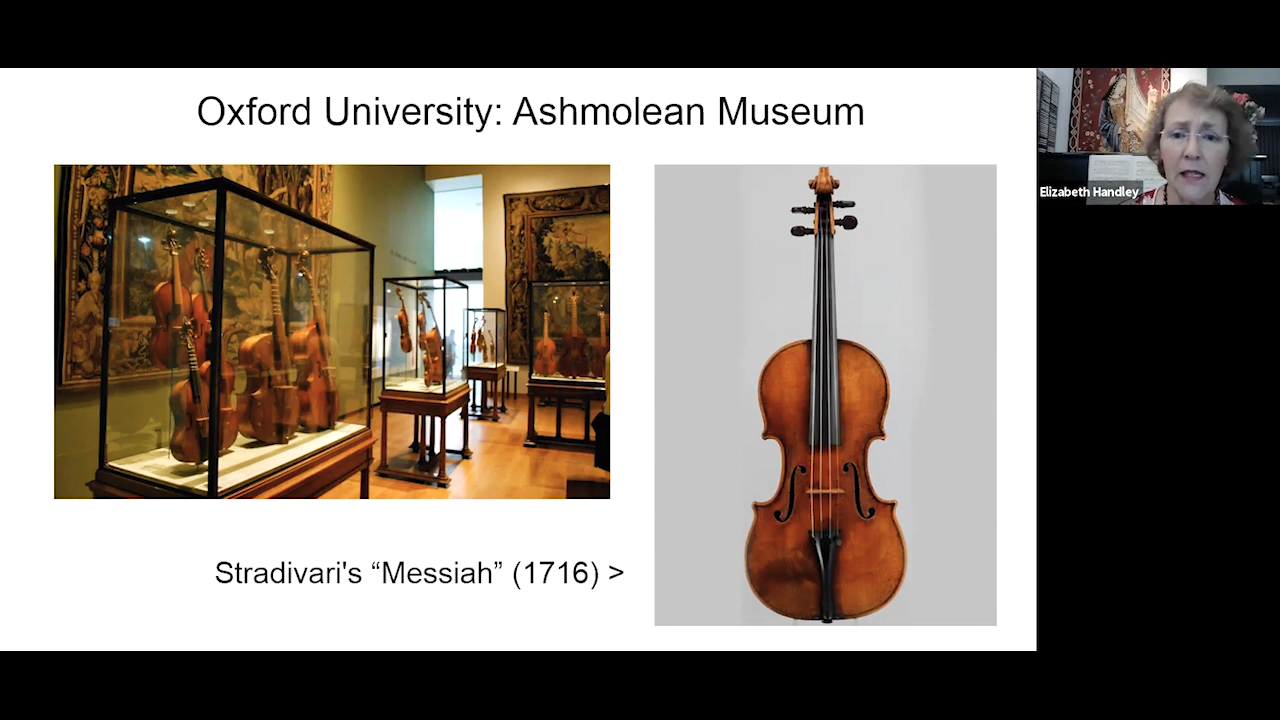 Oxford University: Ashmolean Museum
Elizabeth Handley
Stradivari's “Messiah” (1716) >